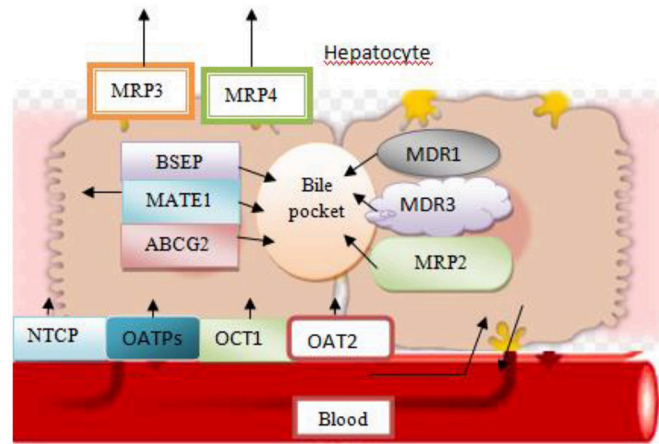 Hepatocyte
MRP3
MRP4
BSEP
MATE1
ABCG2
Bile
pocket
MDR1
MDR3
MRP2
NTCP
OATPs
OCT1
OAT2
Blood